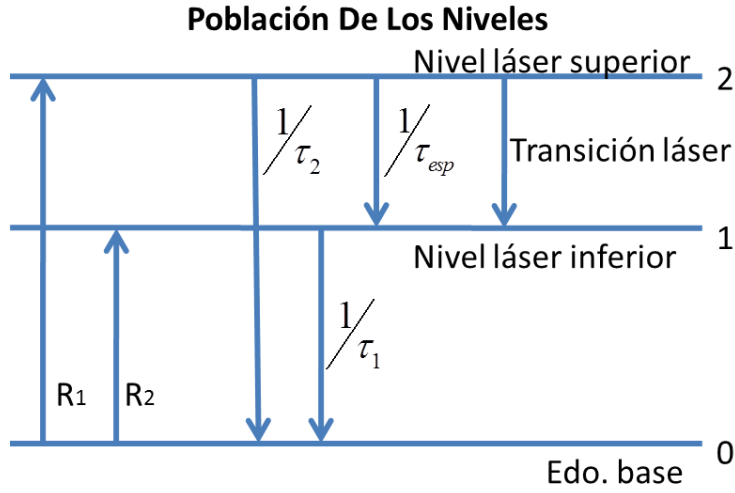 Población De Los Niveles
Nivel láser superior
2
1/τ2
1/τesp
Transición láser
1
Nivel láser inferior
1/τ1
R1
R2
0
Edo. base